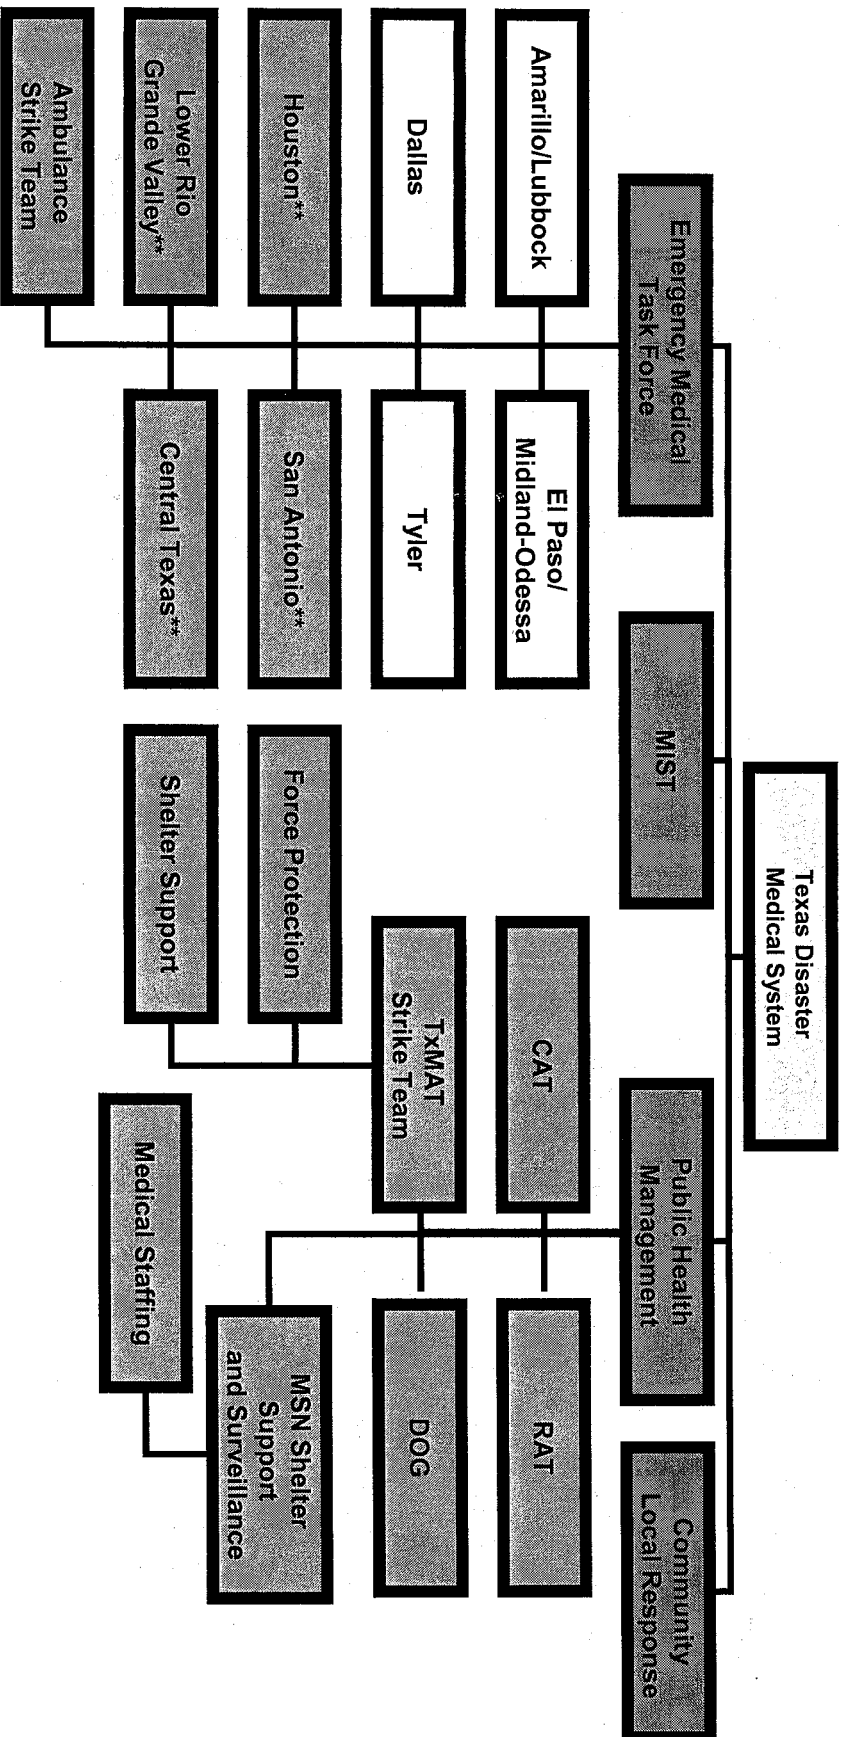 Texas Disaster
Medical System
Emergency Medical
Task Force
MIST
Public Health
Management
Community
Local Response
Amarillo/Lubbock
El Paso/
Midland-Odessa
CAT
RAT
Dallas
Tyler
TxMAT
Strike Team
DOG
Houston**
San Antonio**
Force Protection
MSN Shelter
Support
and Surveillance
Lower Rio
Grande Valley**
Central Texas**
Shelter Support
Medical Staffing
Ambulance
Strike Team